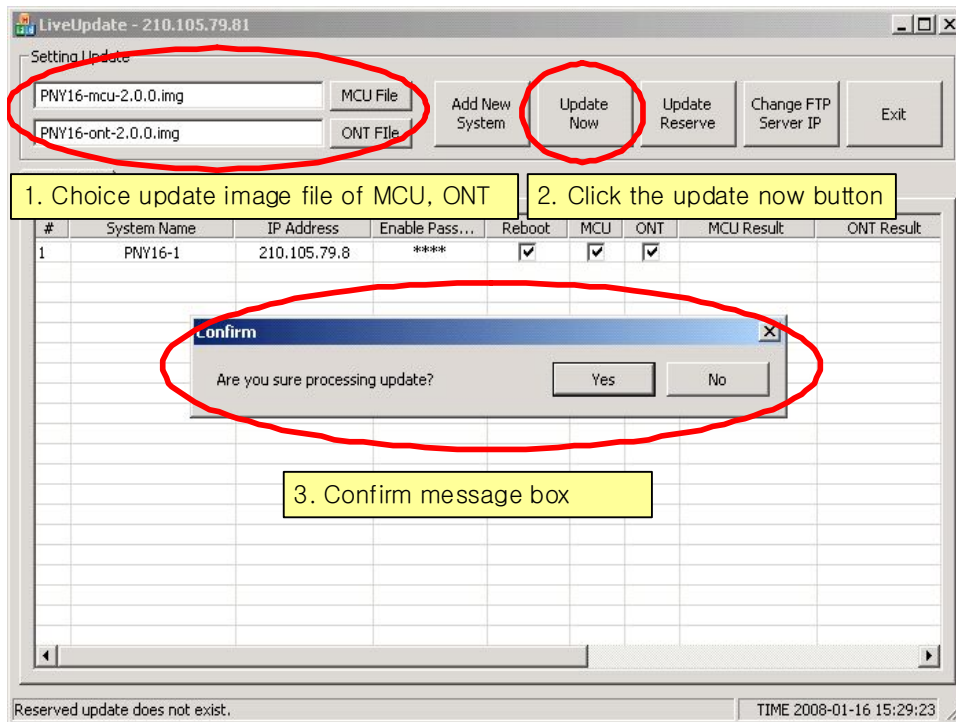 LiveUpdate - 210.105.79.81
Setting Update
PNY16-mcu-2.0.0.img
MCU File
PNY16-ont-2.0.0.img
ONT FIle
Add New
System
Update
Now
Update
Reserve
Change FTP
Server IP
Exit
1. Choice update image file of MCU, ONT
2. Click the update now button
# System Name IP Address Enable Pass... Reboot MCU ONT MCU Result ONT Result
1 PNY16-1 210.105.79.8 ****
Confirm
Are you sure processing update?
Yes
No
3. Confirm message box
Reserved update does not exist.
TIME 2008-01-16 15:29:23